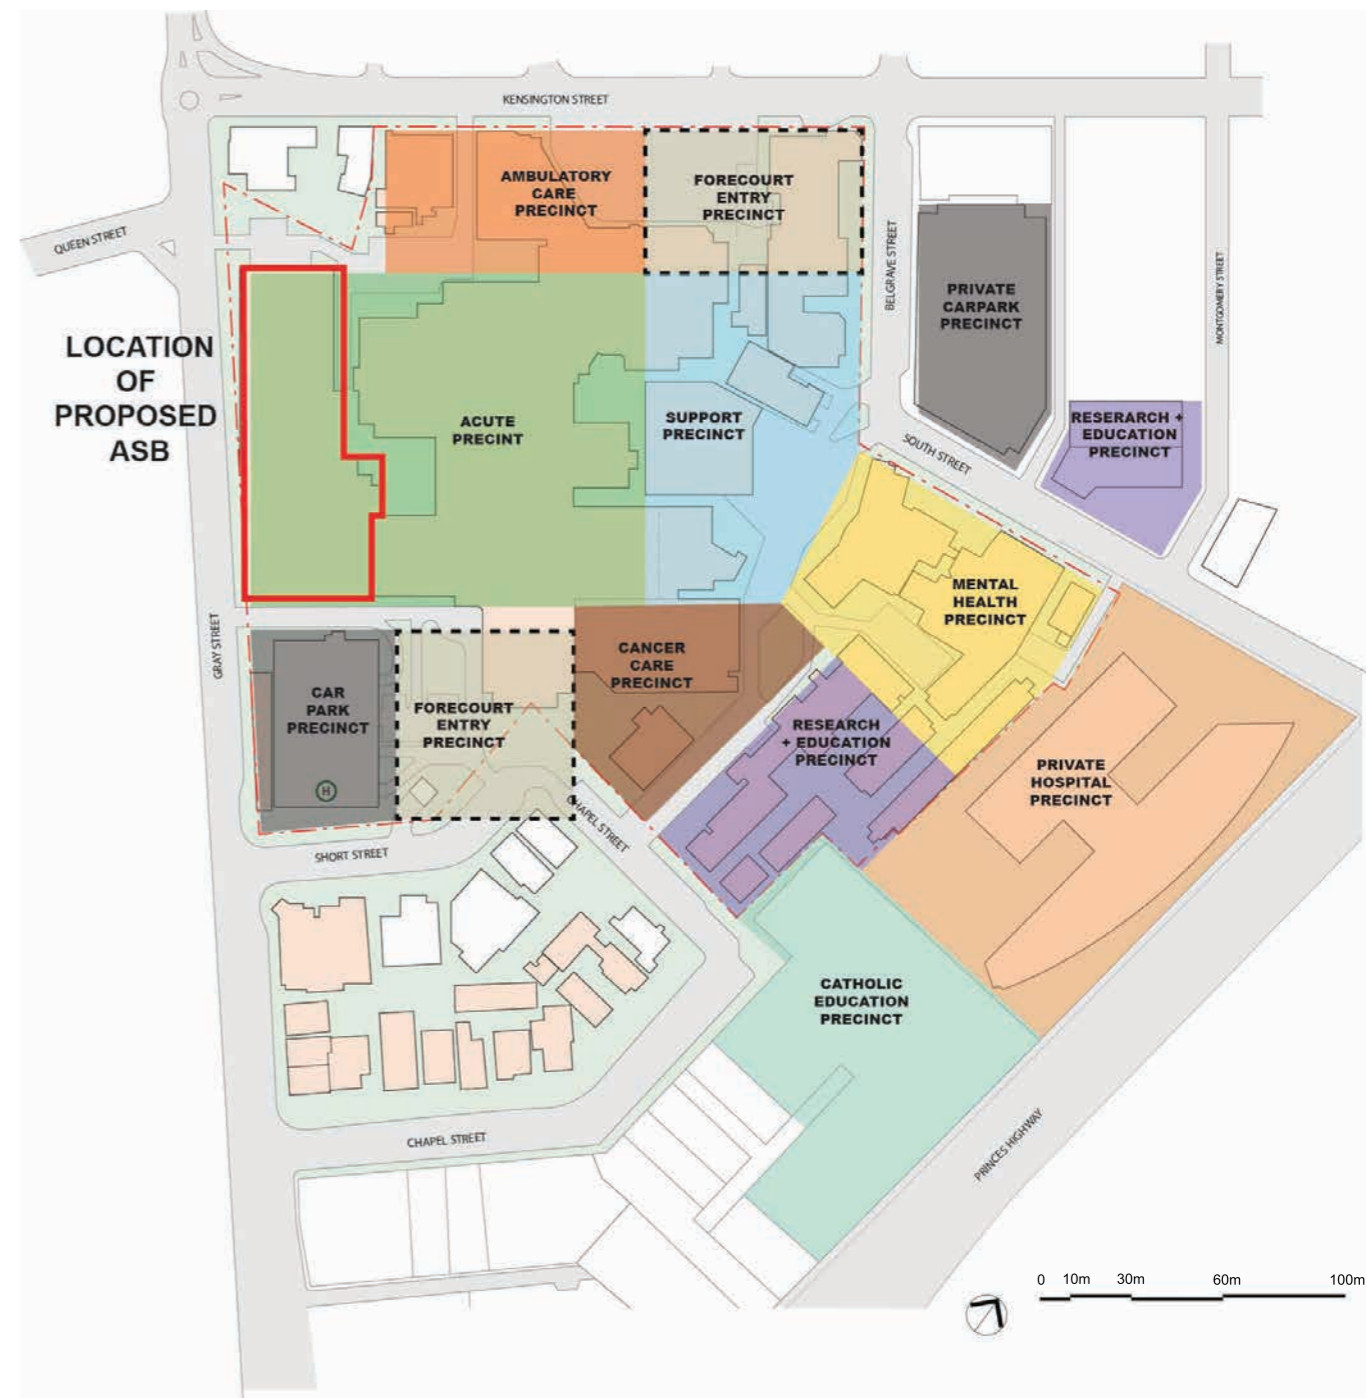 KENSINGTON STREET
AMBULATORY
CARE
PRECINCT
FORECOURT
ENTRY
PRECINCT
QUEEN STREET
BELGRAVE STREET
MONTGOMERY STREET
PRIVATE
CARPARK
PRECINCT
LOCATION
OF
PROPOSED
ASB
ACUTE
PRECINT
SUPPORT
PRECINCT
SOUTH STREET
RESERARCH +
EDUCATION
PRECINCT
MENTAL
HEALTH
PRECINCT
GRAY STREET
CANCER
CARE
PRECINCT
CAR
PARK
PRECINCT
H
FORECOURT
ENTRY
PRECINCT
RESEARCH
+ EDUCATION
PRECINCT
PRIVATE
HOSPITAL
PRECINCT
CHAPEL STREET
SHORT STREET
CATHOLIC
EDUCATION
PRECINCT
CHAPEL STREET
PRINCES HIGHWAY
0 10m 30m 60m 100m